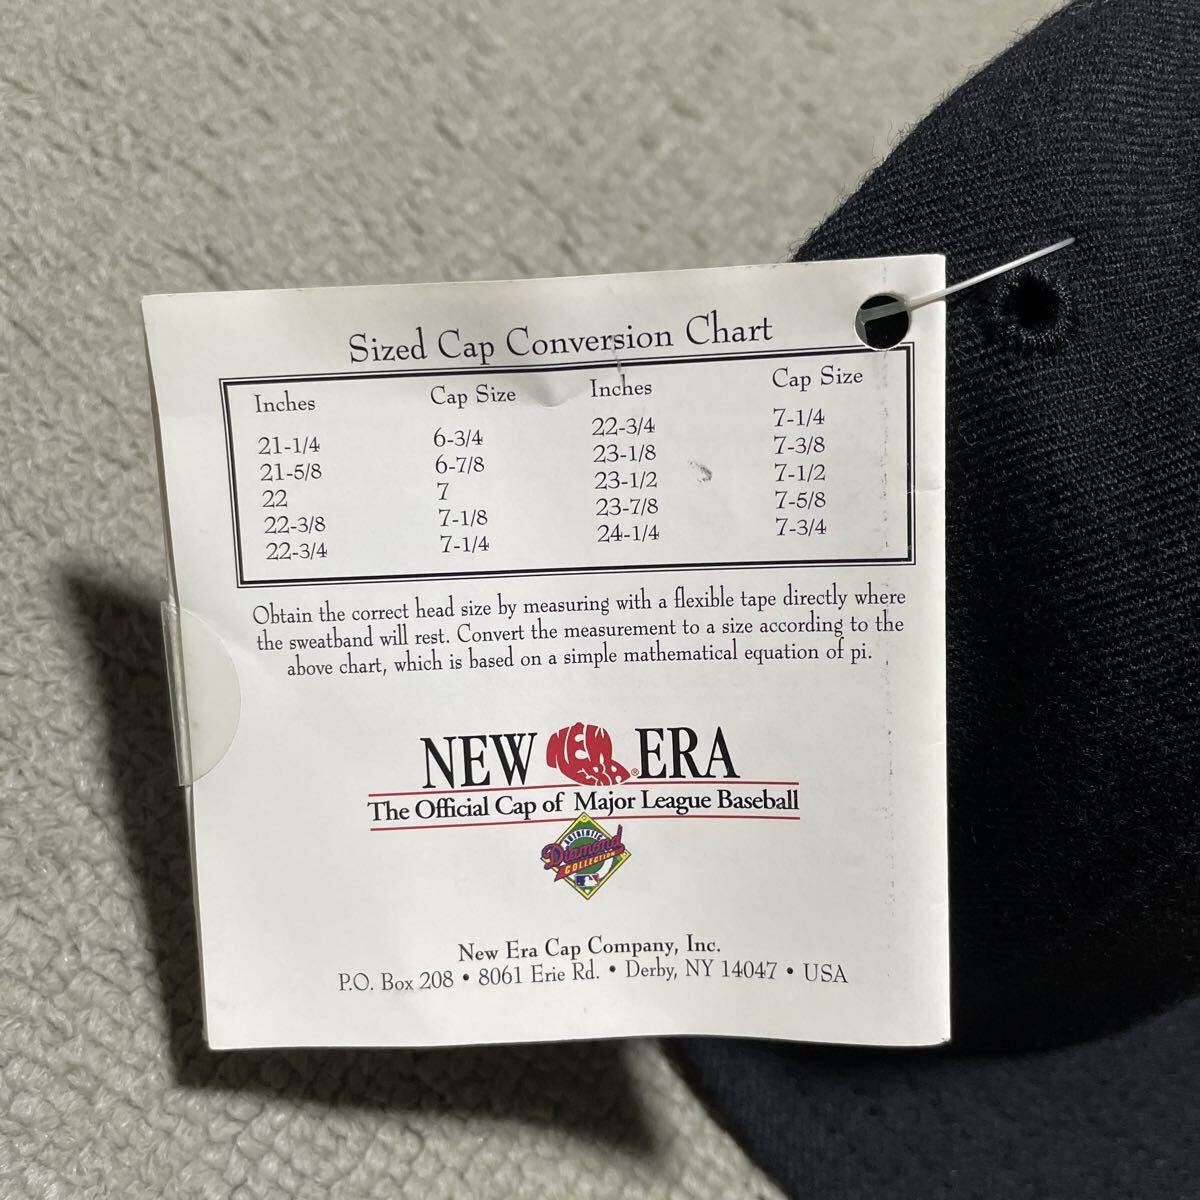 Sized Cap Conversion Chart
Inches Cap Size Inches Cap Size
21-1/4 6-3/4 22-3/4 7-1/4
21-5/8 6-7/8 23-1/8 7-3/8
22 7 23-1/2 7-1/2
22-3/8 7-1/8 23-7/8 7-5/8
22-3/4 7-1/4 24-1/4 7-3/4
Obtain the correct head size by measuring with a flexible tape directly where
the sweatband will rest. Convert the measurement to a size according to the
above chart, which is based on a simple mathematical equation of pi.
NEW NEW ERA® ERA
The Official Cap of Major League Baseball
AUTHENTIC
Diamond
COLLECTION
New Era Cap Company, Inc.
P.O. Box 208 • 8061 Erie Rd. • Derby, NY 14047 • USA